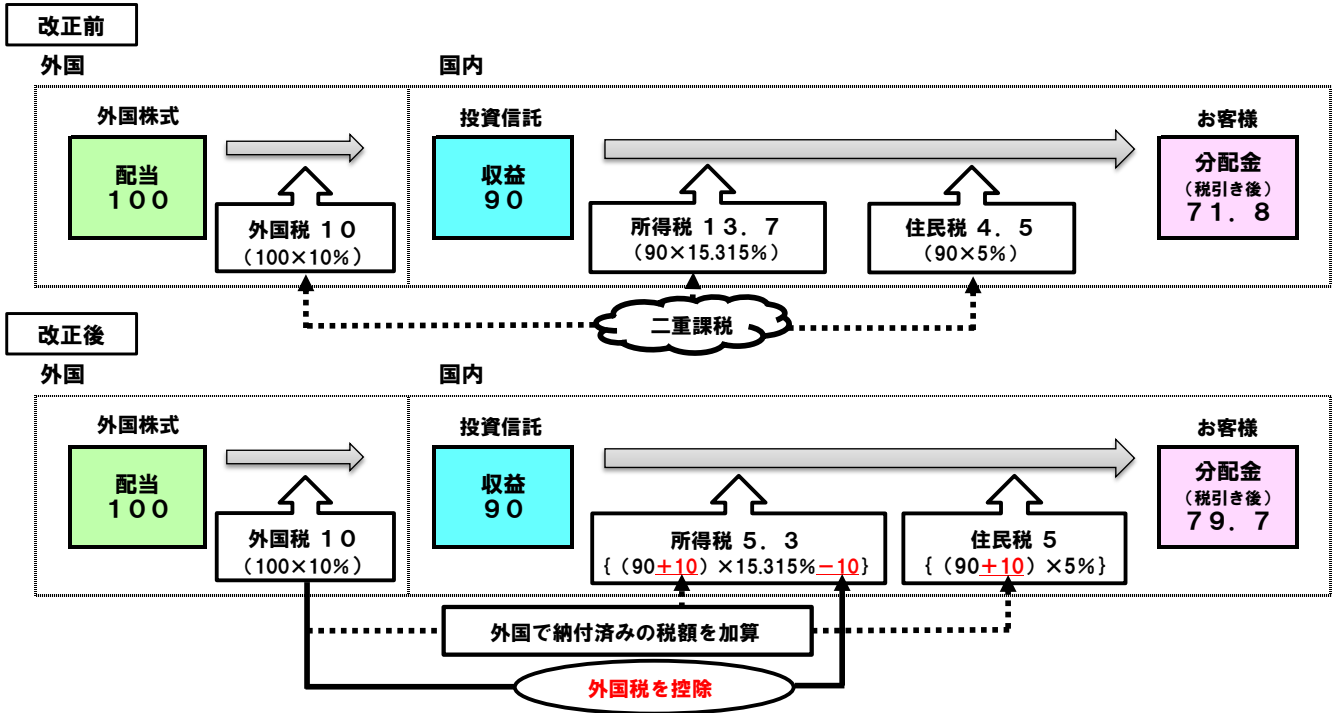 改正前
外国
国内
外国株式
配当
１００
外国税 １０
（100×10%）
投資信託
収益
９０
所得税 １３．７
（90×15.315%）
住民税 ４．５
（90×5%）
お客様
分配金
（税引き後）
７１．８
二重課税
改正後
外国
国内
外国株式
配当
１００
外国税 １０
（100×10%）
投資信託
収益
９０
所得税 ５．３
{（90+10）×15.315%−10}
住民税 ５
{（90+10）×5%}
お客様
分配金
（税引き後）
７９．７
外国で納付済みの税額を加算
外国税を控除